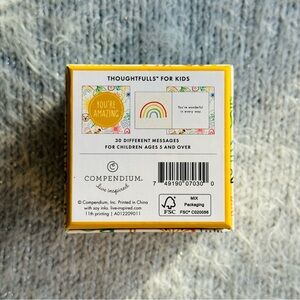 THOUGHTFULLS® FOR KIDS
YOU'RE
AMAZING
You're wonderful
in every way.
30 DIFFERENT MESSAGES
FOR CHILDREN AGES 5 AND OVER
COMPENDIUM®
live inspired.
7 49190 07030 0
© Compendium, Inc. Printed in China
with soy inks. live-inspired.com
11th printing | A012209011
FSC
MIX
Packaging
FSC® C020056